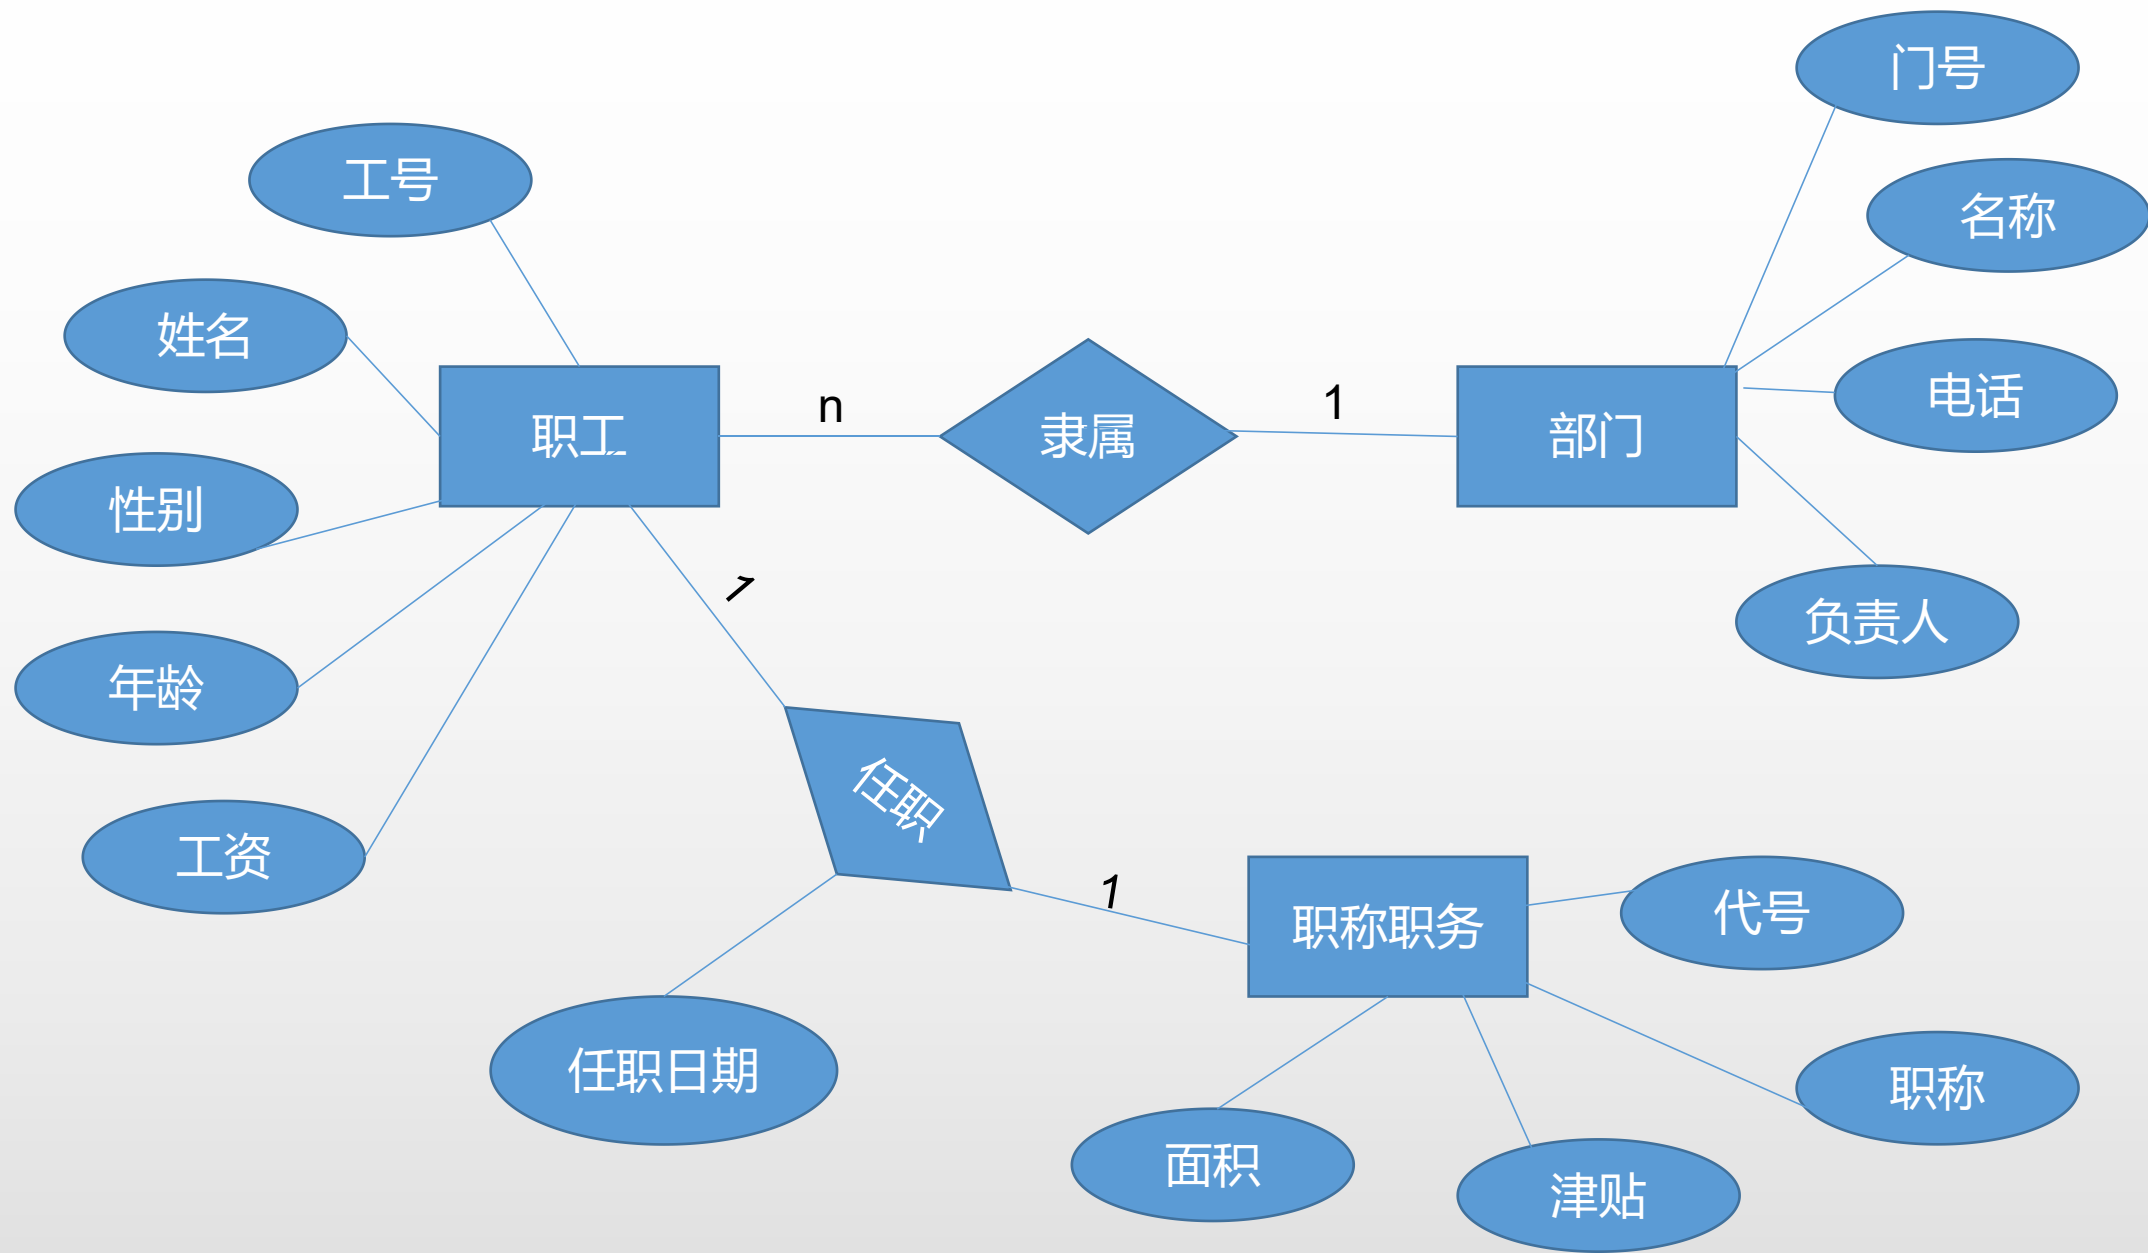 门号
工号
名称
姓名
电话
职工
n
隶属
1
部门
性别
1
负责人
年龄
任职
工资
1
职称职务
代号
任职日期
职称
面积
津贴